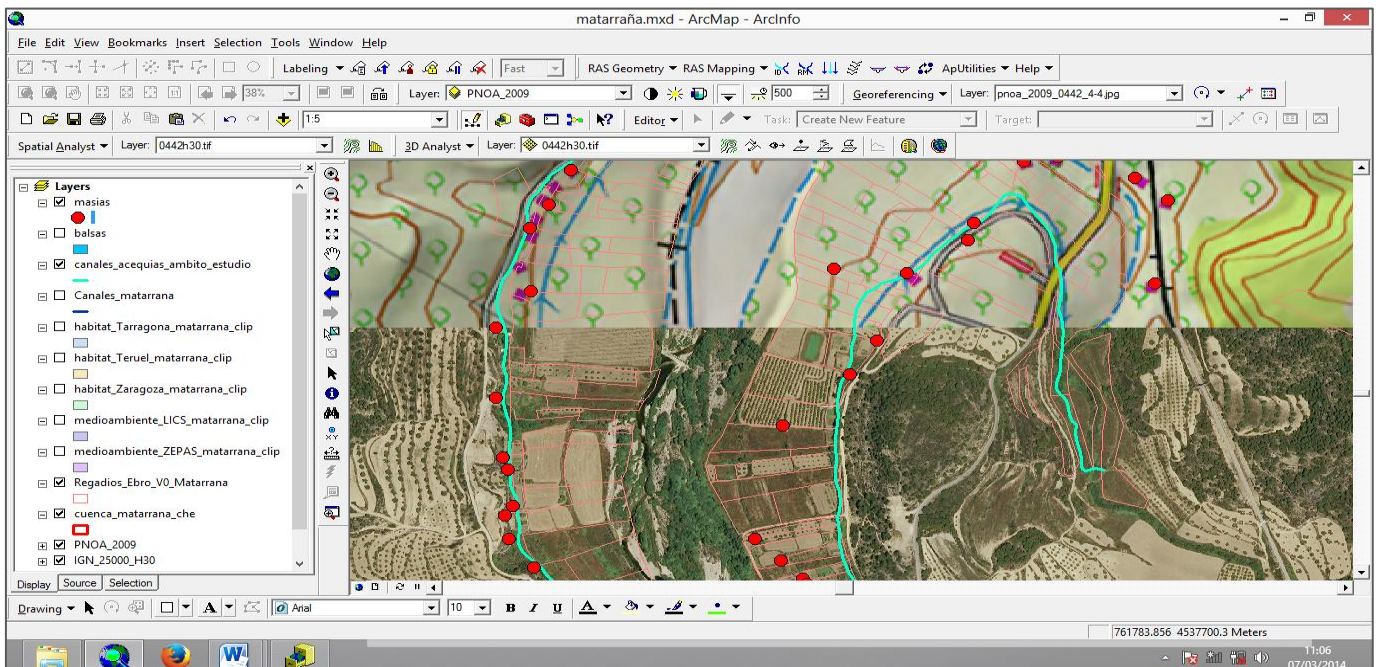 matarraña.mxd - ArcMap - ArcInfo
File Edit View Bookmarks Insert Selection Tools Window Help
Labeling Fast RAS Geometry RAS Mapping ApUtilities Help
38% Layer: PNOA_2009 500 Georeferencing Layer: pnoa_2009_0442_4-4.jpg
1:5 Editor Task: Create New Feature Target:
Spatial Analyst Layer: 0442h30.tif 3D Analyst Layer: 0442h30.tif
Layers
masias
balsas
canales_acequias_ambito_estudio
Canales_matarrana
habitat_Tarragona_matarrana_clip
habitat_Teruel_matarrana_clip
habitat_Zaragoza_matarrana_clip
medioambiente_LICS_matarrana_clip
medioambiente_ZEPAS_matarrana_clip
Regadios_Ebro_V0_Matarrana
cuenca_matarrana_che
PNOA_2009
IGN_25000_H30
Display Source Selection
Drawing A Arial 10 B I U A
761783.856 4537700.3 Meters
11:06
07/03/2014